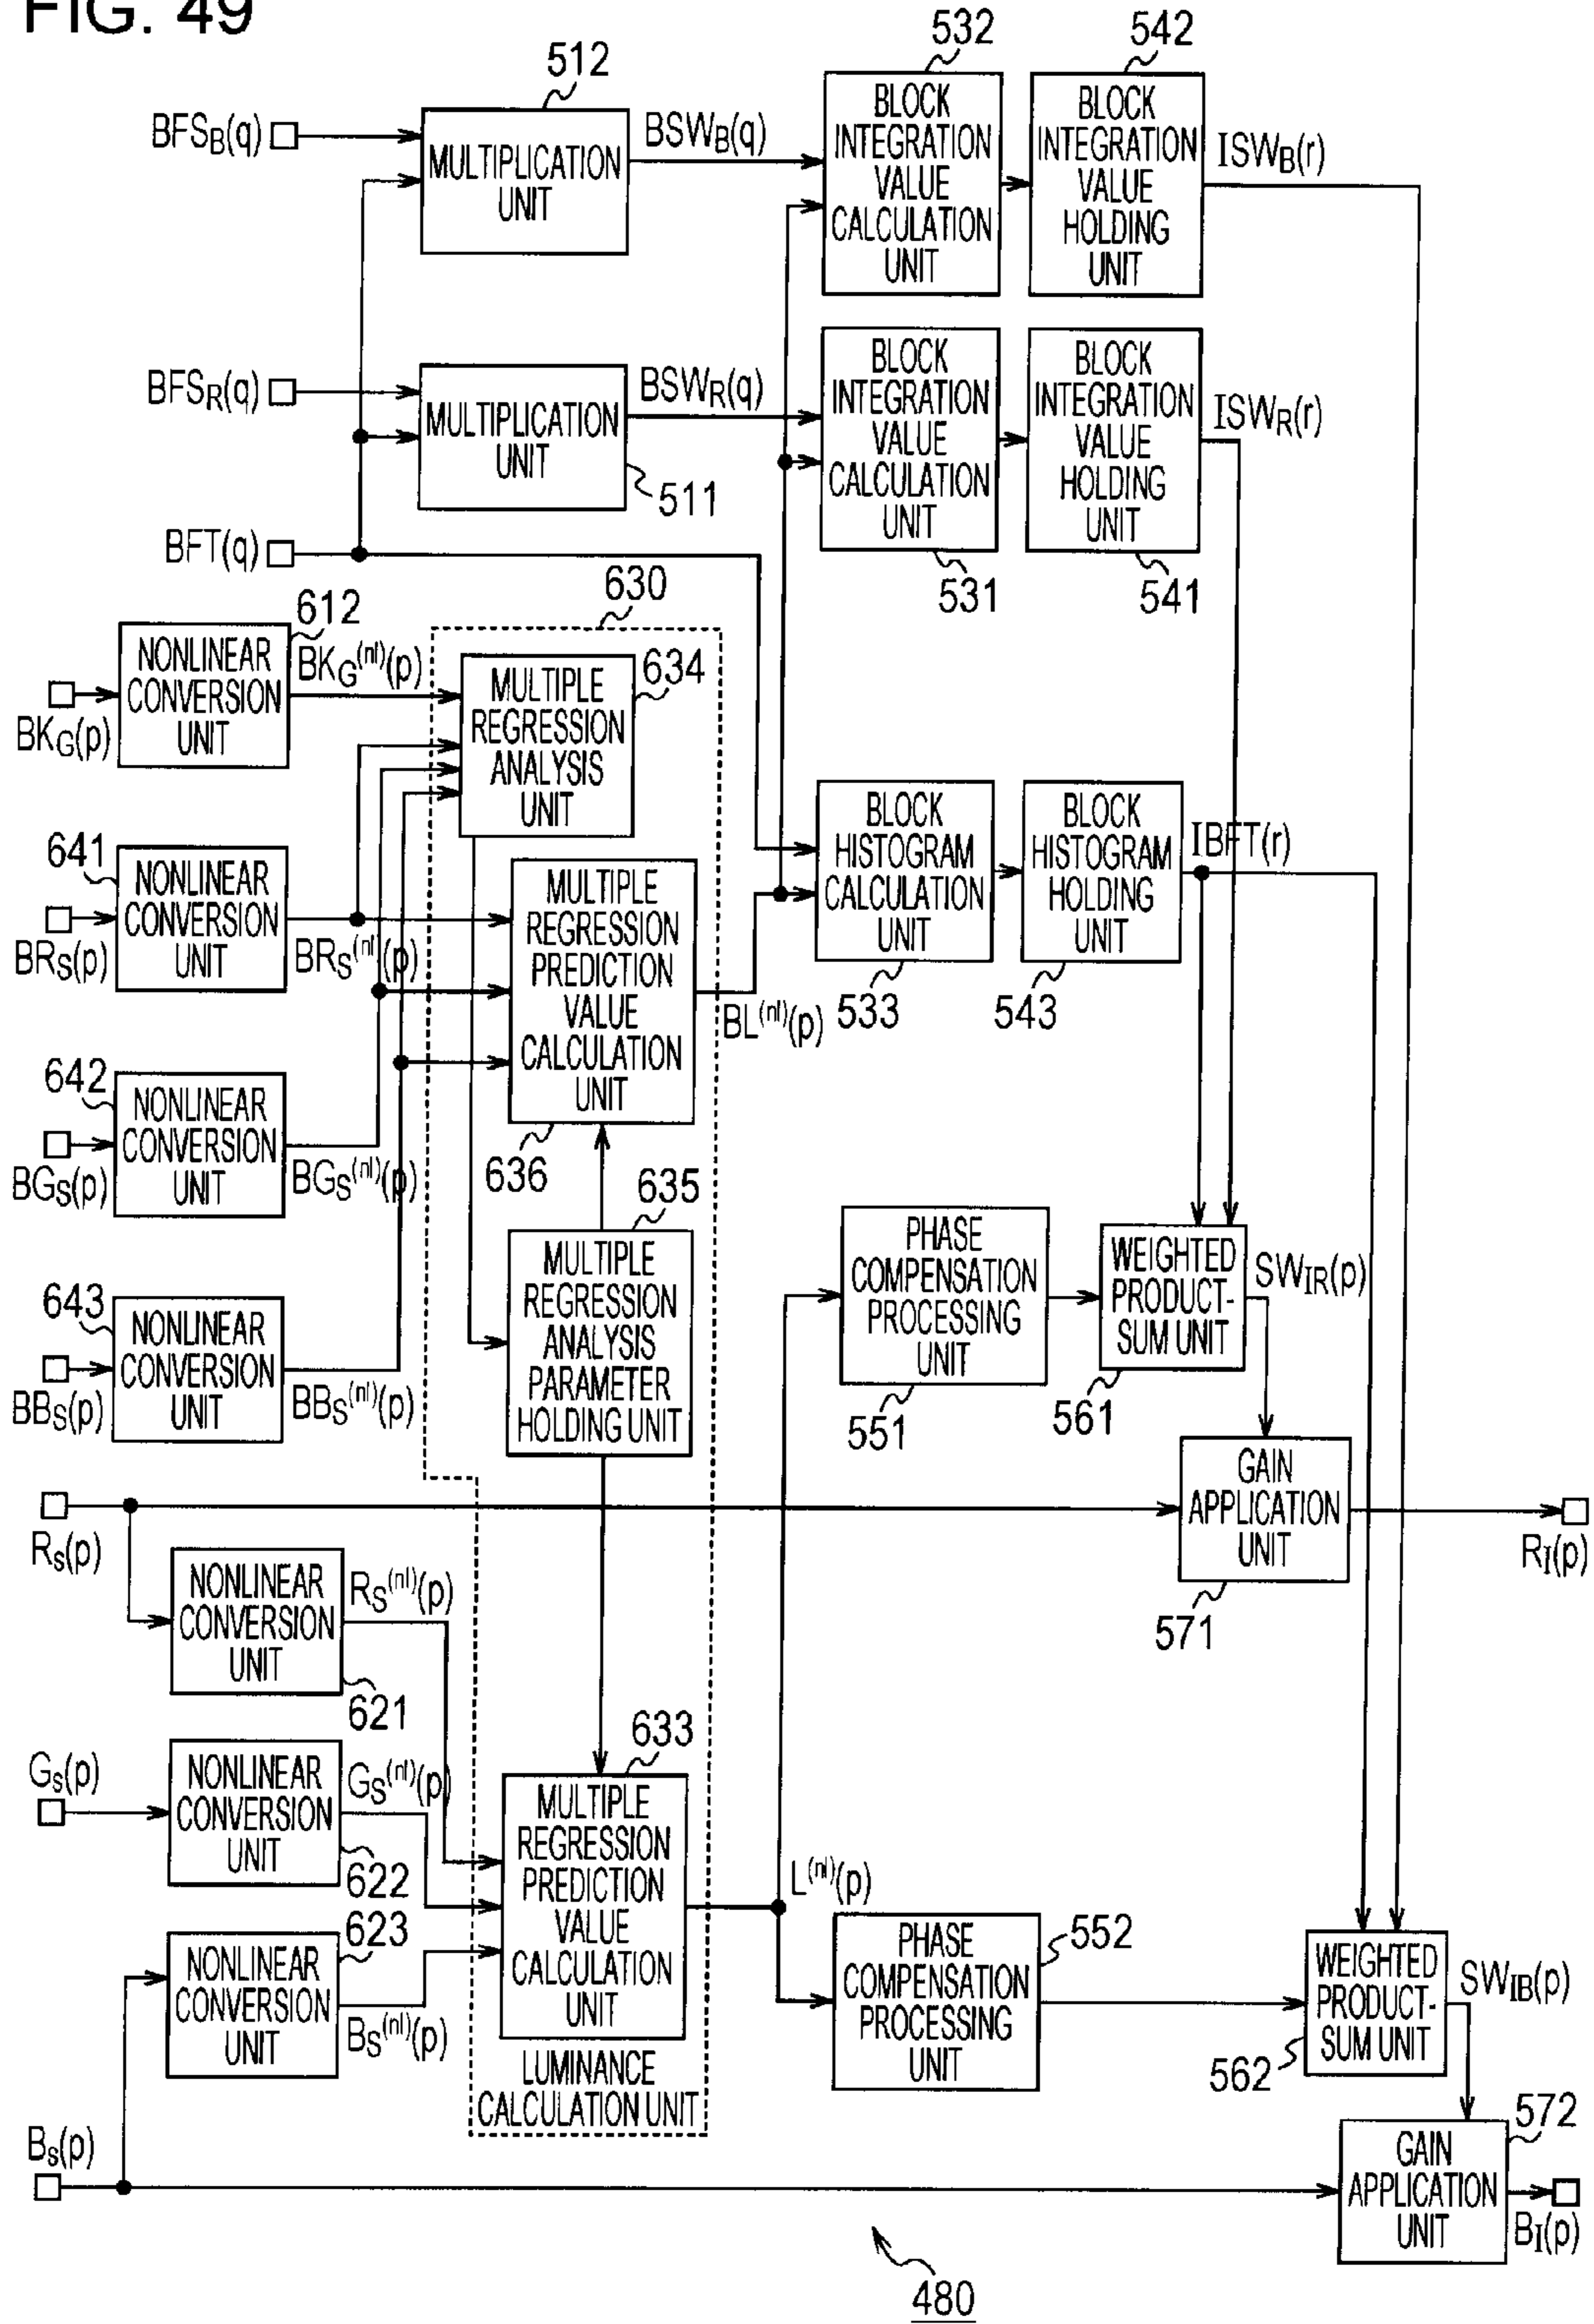 FIG. 49
532
542
512
BFSB(q)
MULTIPLICATION
UNIT
BSWB(q)
BLOCK
INTEGRATION
VALUE
CALCULATION
UNIT
BLOCK
INTEGRATION
VALUE
HOLDING
UNIT
ISWB(r)
BFSR(q)
MULTIPLICATION
UNIT
511
BSWR(q)
BLOCK
INTEGRATION
VALUE
CALCULATION
UNIT
531
BLOCK
INTEGRATION
VALUE
HOLDING
UNIT
541
ISWR(r)
BFT(q)
630
612
NONLINEAR
CONVERSION
UNIT
BKG(p)
BKG(nl)(p)
634
MULTIPLE
REGRESSION
ANALYSIS
UNIT
641
NONLINEAR
CONVERSION
UNIT
BRS(p)
BRS(nl)(p)
MULTIPLE
REGRESSION
PREDICTION
VALUE
CALCULATION
UNIT
636
BL(nl)(p)
BLOCK
HISTOGRAM
CALCULATION
UNIT
533
BLOCK
HISTOGRAM
HOLDING
UNIT
543
IBFT(r)
642
NONLINEAR
CONVERSION
UNIT
BGS(p)
BGS(nl)(p)
635
MULTIPLE
REGRESSION
ANALYSIS
PARAMETER
HOLDING UNIT
643
NONLINEAR
CONVERSION
UNIT
BBS(p)
BBS(nl)(p)
PHASE
COMPENSATION
PROCESSING
UNIT
551
WEIGHTED
PRODUCT-
SUM UNIT
561
SWIR(p)
RS(p)
GAIN
APPLICATION
UNIT
571
RI(p)
NONLINEAR
CONVERSION
UNIT
621
RS(nl)(p)
GS(p)
NONLINEAR
CONVERSION
UNIT
622
GS(nl)(p)
633
MULTIPLE
REGRESSION
PREDICTION
VALUE
CALCULATION
UNIT
LUMINANCE
CALCULATION UNIT
L(nl)(p)
623
NONLINEAR
CONVERSION
UNIT
BS(nl)(p)
PHASE
COMPENSATION
PROCESSING
UNIT
552
WEIGHTED
PRODUCT-
SUM UNIT
562
SWIB(p)
BS(p)
572
GAIN
APPLICATION
UNIT
BI(p)
480